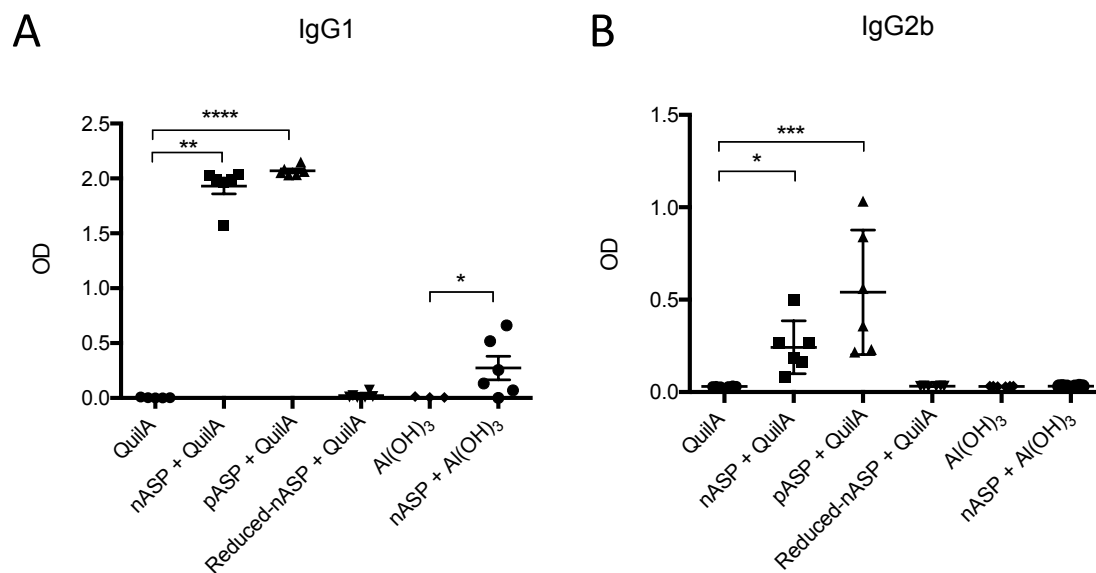 A
IgG1
OD
2.5
2.0
1.5
1.0
0.5
0.0
****
**
*
QuilA
nASP + QuilA
pASP + QuilA
Reduced-nASP + QuilA
Al(OH)₃
nASP + Al(OH)₃
B
IgG2b
OD
1.5
1.0
0.5
0.0
***
*
QuilA
nASP + QuilA
pASP + QuilA
Reduced-nASP + QuilA
Al(OH)₃
nASP + Al(OH)₃